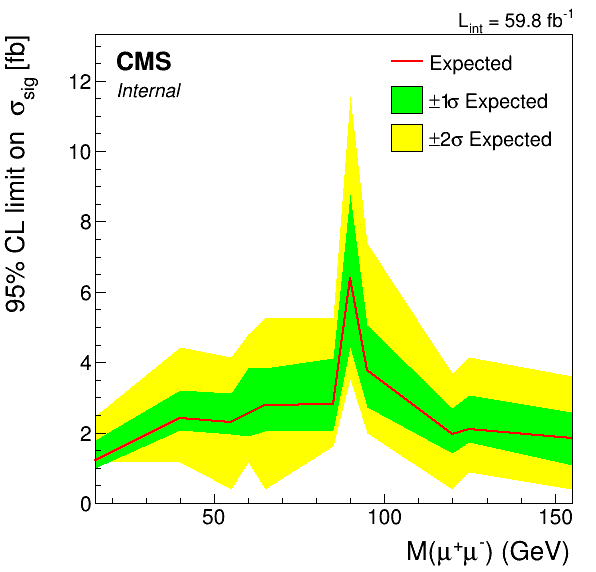 L_int = 59.8 fb^-1
95% CL limit on σ_sig [fb]
CMS
Internal
Expected
±1σ Expected
±2σ Expected
12
10
8
6
4
2
0
50
100
150
M(μ⁺μ⁻) (GeV)